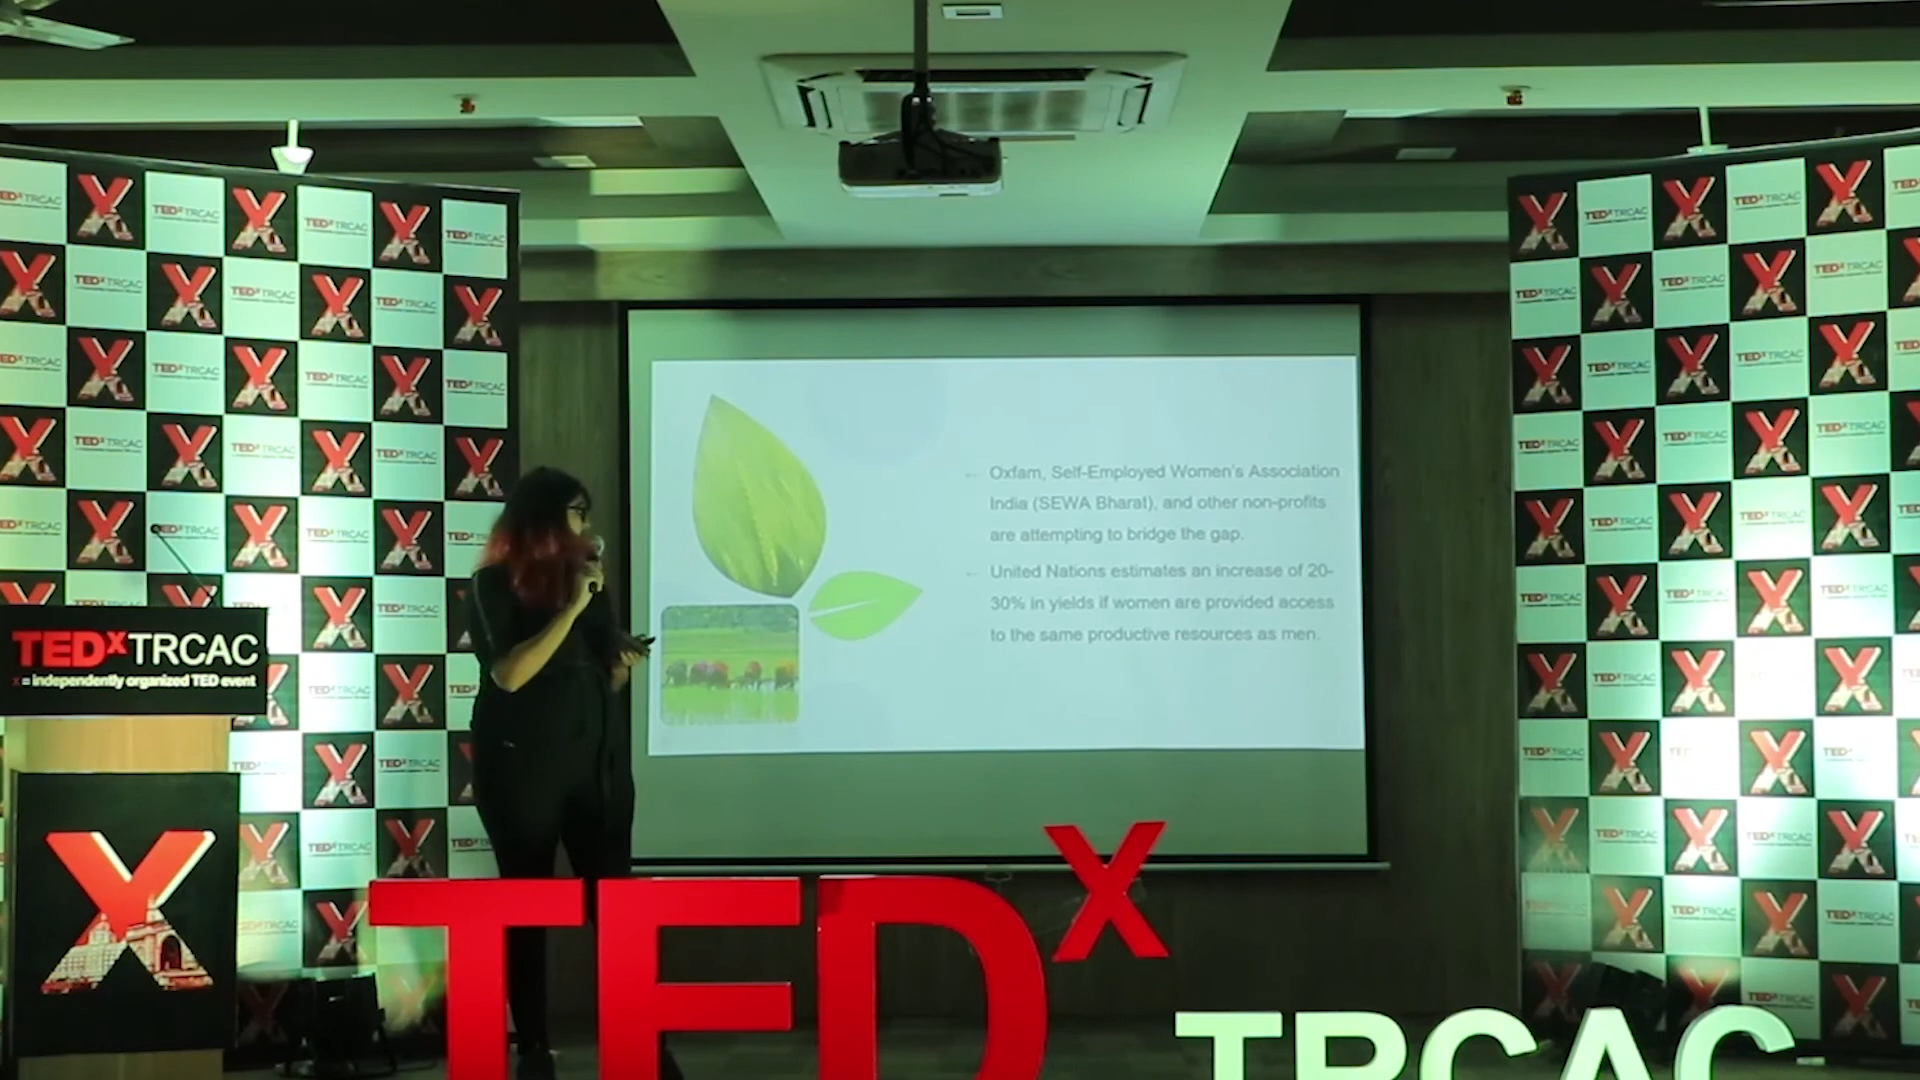 Oxfam, Self-Employed Women's Association
India (SEWA Bharat), and other non-profits
are attempting to bridge the gap.
United Nations estimates an increase of 20-
30% in yields if women are provided access
to the same productive resources as men.
TEDxTRCAC
x = independently organized TED event
X
TEDx
TRCAC